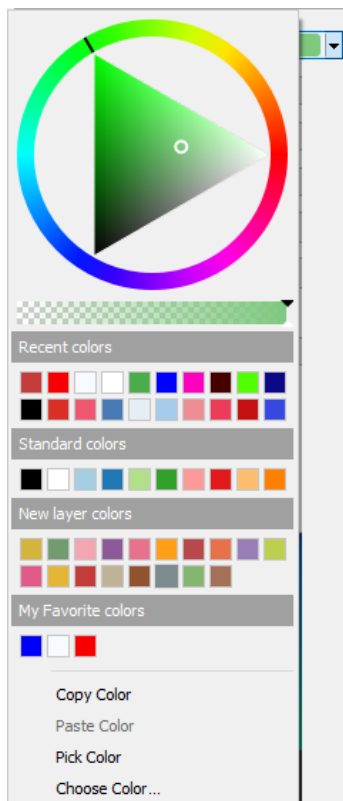 Recent colors
Standard colors
New layer colors
My Favorite colors
Copy Color
Paste Color
Pick Color
Choose Color...